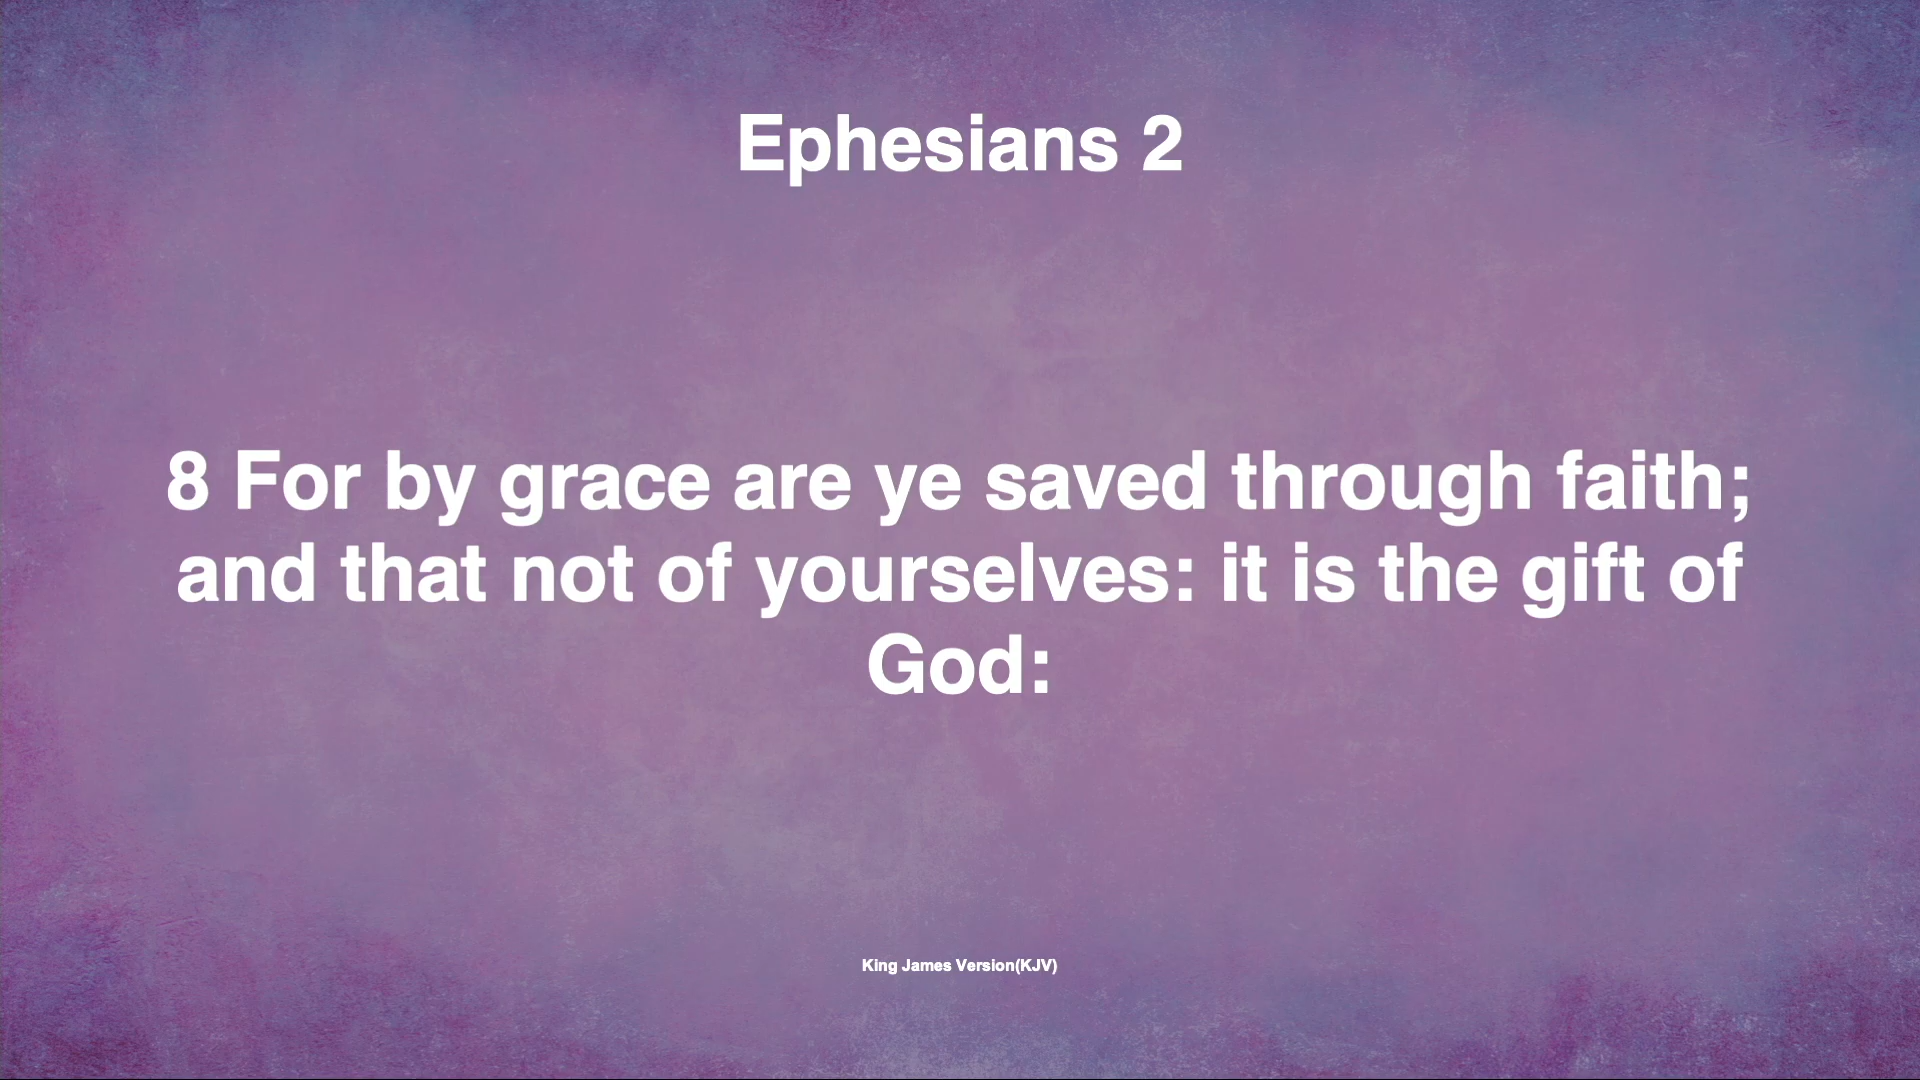 Ephesians 2
8 For by grace are ye saved through faith;
and that not of yourselves: it is the gift of
God:
King James Version(KJV)